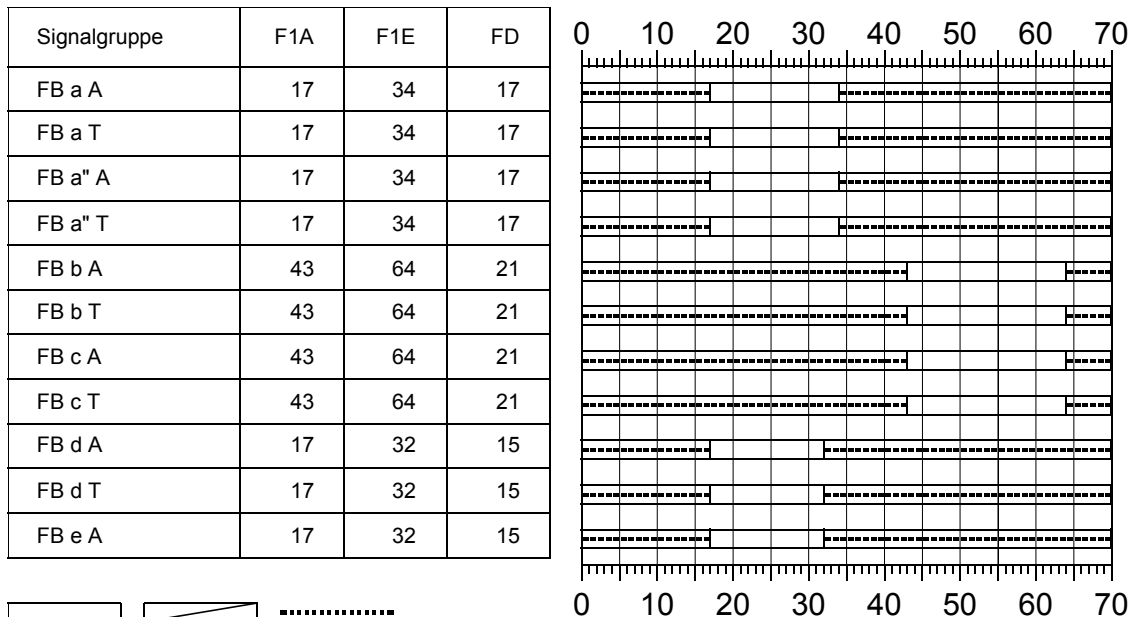 Signalgruppe F1A F1E FD
0 10 20 30 40 50 60 70
FB a A 17 34 17
FB a T 17 34 17
FB a" A 17 34 17
FB a" T 17 34 17
FB b A 43 64 21
FB b T 43 64 21
FB c A 43 64 21
FB c T 43 64 21
FB d A 17 32 15
FB d T 17 32 15
FB e A 17 32 15
0 10 20 30 40 50 60 70